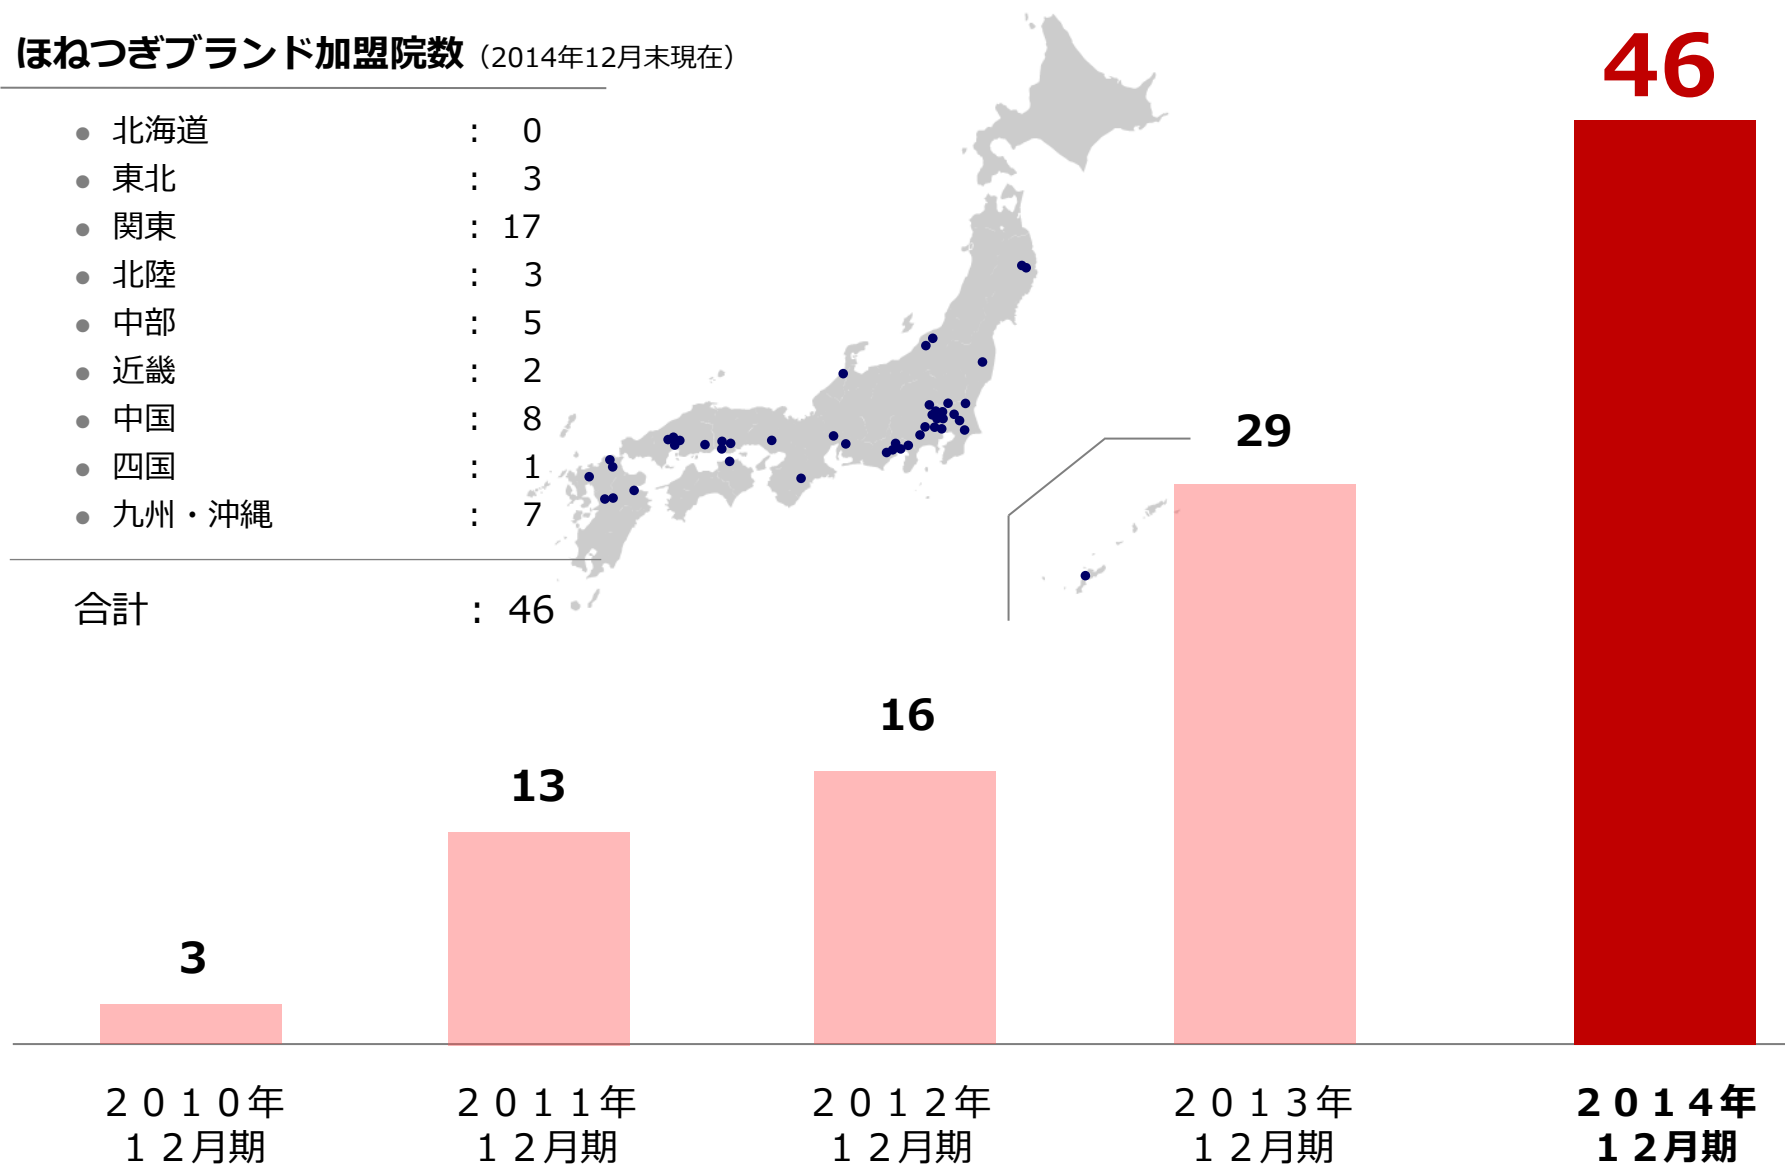 ほねつぎブランド加盟院数（2014年12月末現在）
● 北海道 : 0
● 東北 : 3
● 関東 : 17
● 北陸 : 3
● 中部 : 5
● 近畿 : 2
● 中国 : 8
● 四国 : 1
● 九州・沖縄 : 7
合計 : 46
3
13
16
29
46
２０１０年
１２月期
２０１１年
１２月期
２０１２年
１２月期
２０１３年
１２月期
２０１４年
１２月期